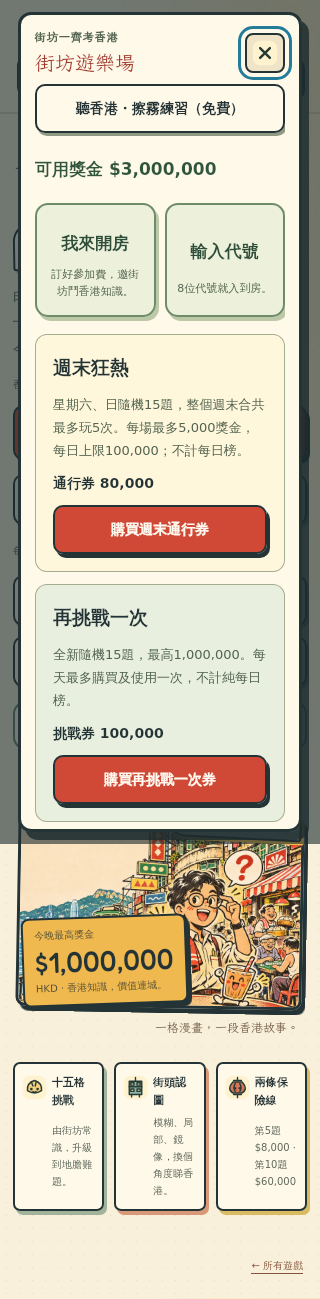 街坊一齊考香港
街坊遊樂場
聽香港・擦霧練習（免費）
可用獎金 $3,000,000
我來開房
訂好參加費，邀街
坊鬥香港知識。
輸入代號
8位代號就入到房。
週末狂熱
星期六、日隨機15題，整個週末合共
最多玩5次。每場最多5,000獎金，
每日上限100,000；不計每日榜。
通行券 80,000
購買週末通行券
再挑戰一次
全新隨機15題，最高1,000,000。每
天最多購買及使用一次，不計純每日
榜。
挑戰券 100,000
購買再挑戰一次券
?
今晚最高獎金
$1,000,000
HKD・香港知識，價值連城。
一格漫畫，一段香港故事。
十五格
挑戰
由街坊常
識，升級
到地膽難
題。
街頭認
圖
模糊、局
部、鏡
像，換個
角度睇香
港。
兩條保
險線
第5題
$8,000 ·
第10題
$60,000
← 所有遊戲